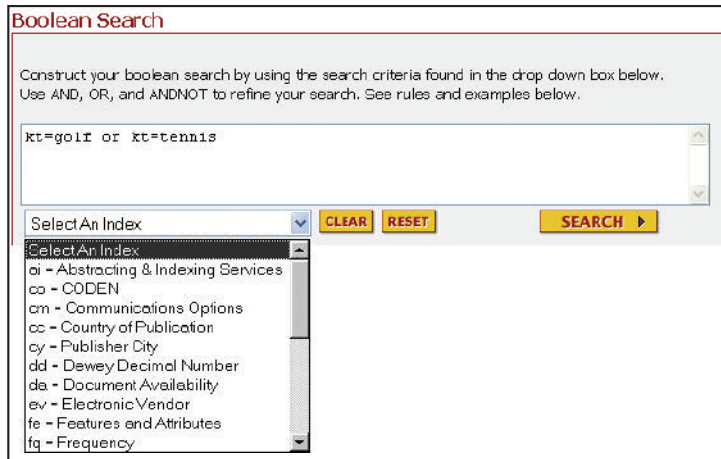 Boolean Search
Construct your boolean search by using the search criteria found in the drop down box below.
Use AND, OR, and ANDNOT to refine your search. See rules and examples below.
kt=golf or kt=tennis
Select An Index
CLEAR
RESET
SEARCH
Select An Index
ai - Abstracting & Indexing Services
co - CODEN
cm - Communications Options
cc - Country of Publication
cy - Publisher City
dd - Dewey Decimal Number
da - Document Availability
ev - Electronic Vendor
fe - Features and Attributes
fq - Frequency